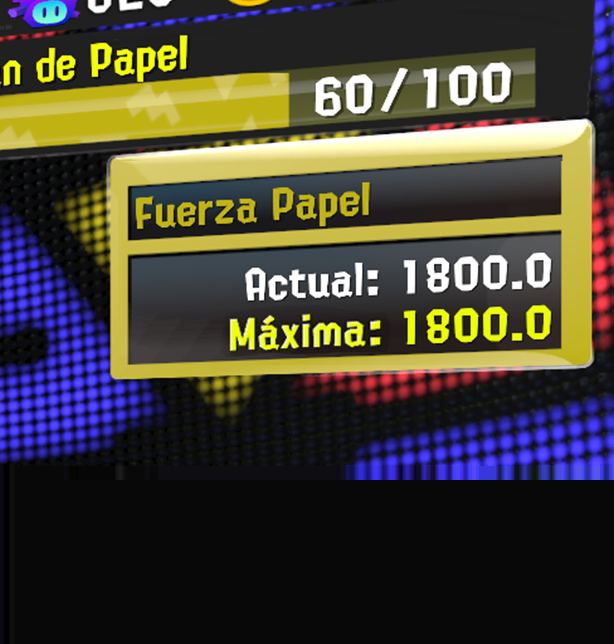 n de Papel
60/100
Fuerza Papel
Actual: 1800.0
Máxima: 1800.0